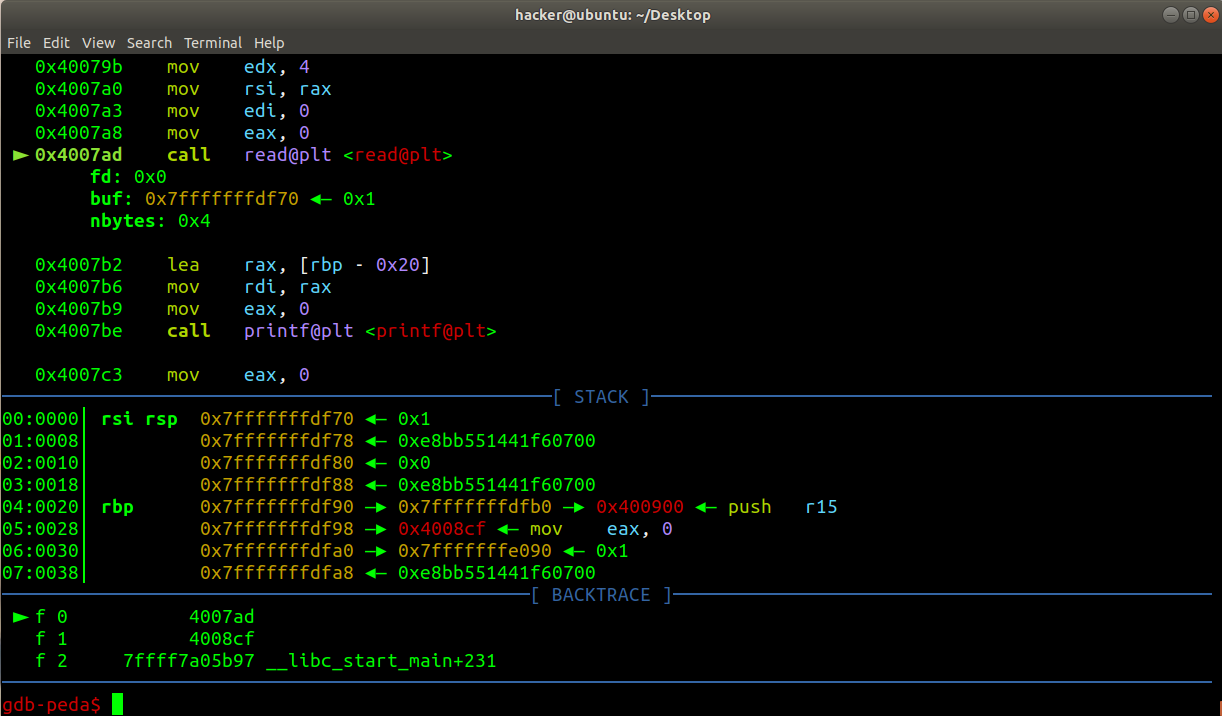 hacker@ubuntu: ~/Desktop
File Edit View Search Terminal Help
0x40079b mov edx, 4
0x4007a0 mov rsi, rax
0x4007a3 mov edi, 0
0x4007a8 mov eax, 0
► 0x4007ad call read@plt <read@plt>
fd: 0x0
buf: 0x7fffffffdf70 ◄— 0x1
nbytes: 0x4
0x4007b2 lea rax, [rbp - 0x20]
0x4007b6 mov rdi, rax
0x4007b9 mov eax, 0
0x4007be call printf@plt <printf@plt>
0x4007c3 mov eax, 0
[ STACK ]
00:0000│ rsi rsp 0x7fffffffdf70 ◄— 0x1
01:0008│ 0x7fffffffdf78 ◄— 0xe8bb551441f60700
02:0010│ 0x7fffffffdf80 ◄— 0x0
03:0018│ 0x7fffffffdf88 ◄— 0xe8bb551441f60700
04:0020│ rbp 0x7fffffffdf90 —► 0x7fffffffdfb0 —► 0x400900 ◄— push r15
05:0028│ 0x7fffffffdf98 —► 0x4008cf ◄— mov eax, 0
06:0030│ 0x7fffffffdfa0 —► 0x7fffffffe090 ◄— 0x1
07:0038│ 0x7fffffffdfa8 ◄— 0xe8bb551441f60700
[ BACKTRACE ]
► f 0 4007ad
f 1 4008cf
f 2 7ffff7a05b97 __libc_start_main+231
gdb-peda$